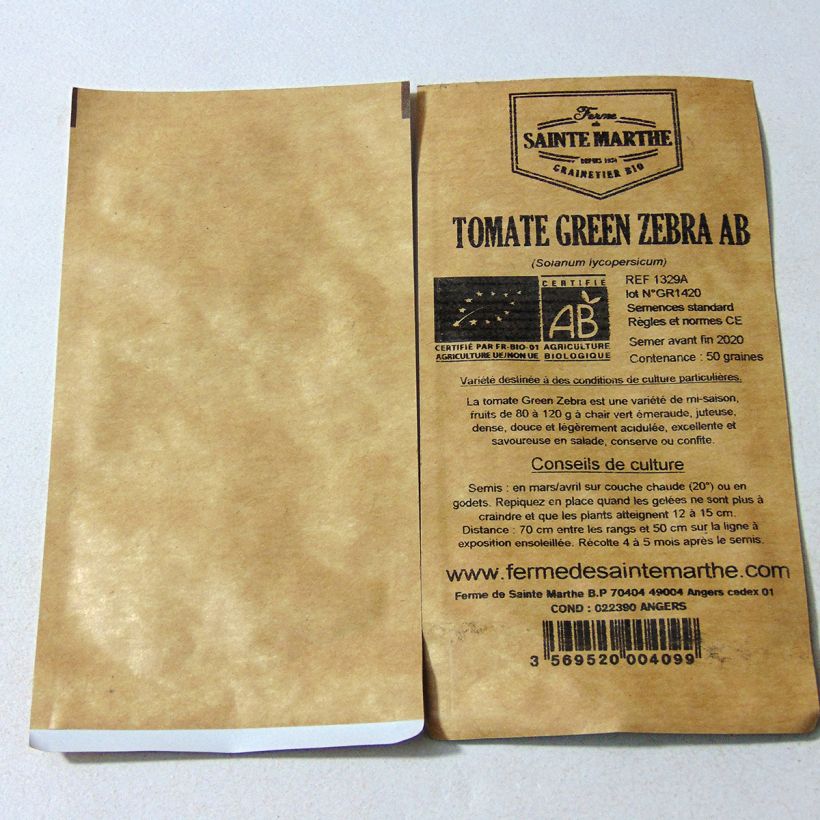 Ferme
de
SAINTE MARTHE
DEPUIS 1974
GRAINETIER BIO
TOMATE GREEN ZEBRA AB
(Solanum lycopersicum)
CERTIFIÉ
AB
CERTIFIÉ PAR FR-BIO-01
AGRICULTURE UE/NON UE
AGRICULTURE
BIOLOGIQUE
REF 1329A
lot N°GR1420
Semences standard
Règles et normes CE
Semer avant fin 2020
Contenance : 50 graines
Variété destinée à des conditions de culture particulières.
La tomate Green Zebra est une variété de mi-saison,
fruits de 80 à 120 g à chair vert émeraude, juteuse,
dense, douce et légèrement acidulée, excellente et
savoureuse en salade, conserve ou confite.
Conseils de culture
Semis : en mars/avril sur couche chaude (20°) ou en
godets. Repiquez en place quand les gelées ne sont plus à
craindre et que les plants atteignent 12 à 15 cm.
Distance : 70 cm entre les rangs et 50 cm sur la ligne à
exposition ensoleillée. Récolte 4 à 5 mois après le semis.
www.fermedesaintemarthe.com
Ferme de Sainte Marthe B.P 70404 49004 Angers cedex 01
COND : 022390 ANGERS
3 569520 004099